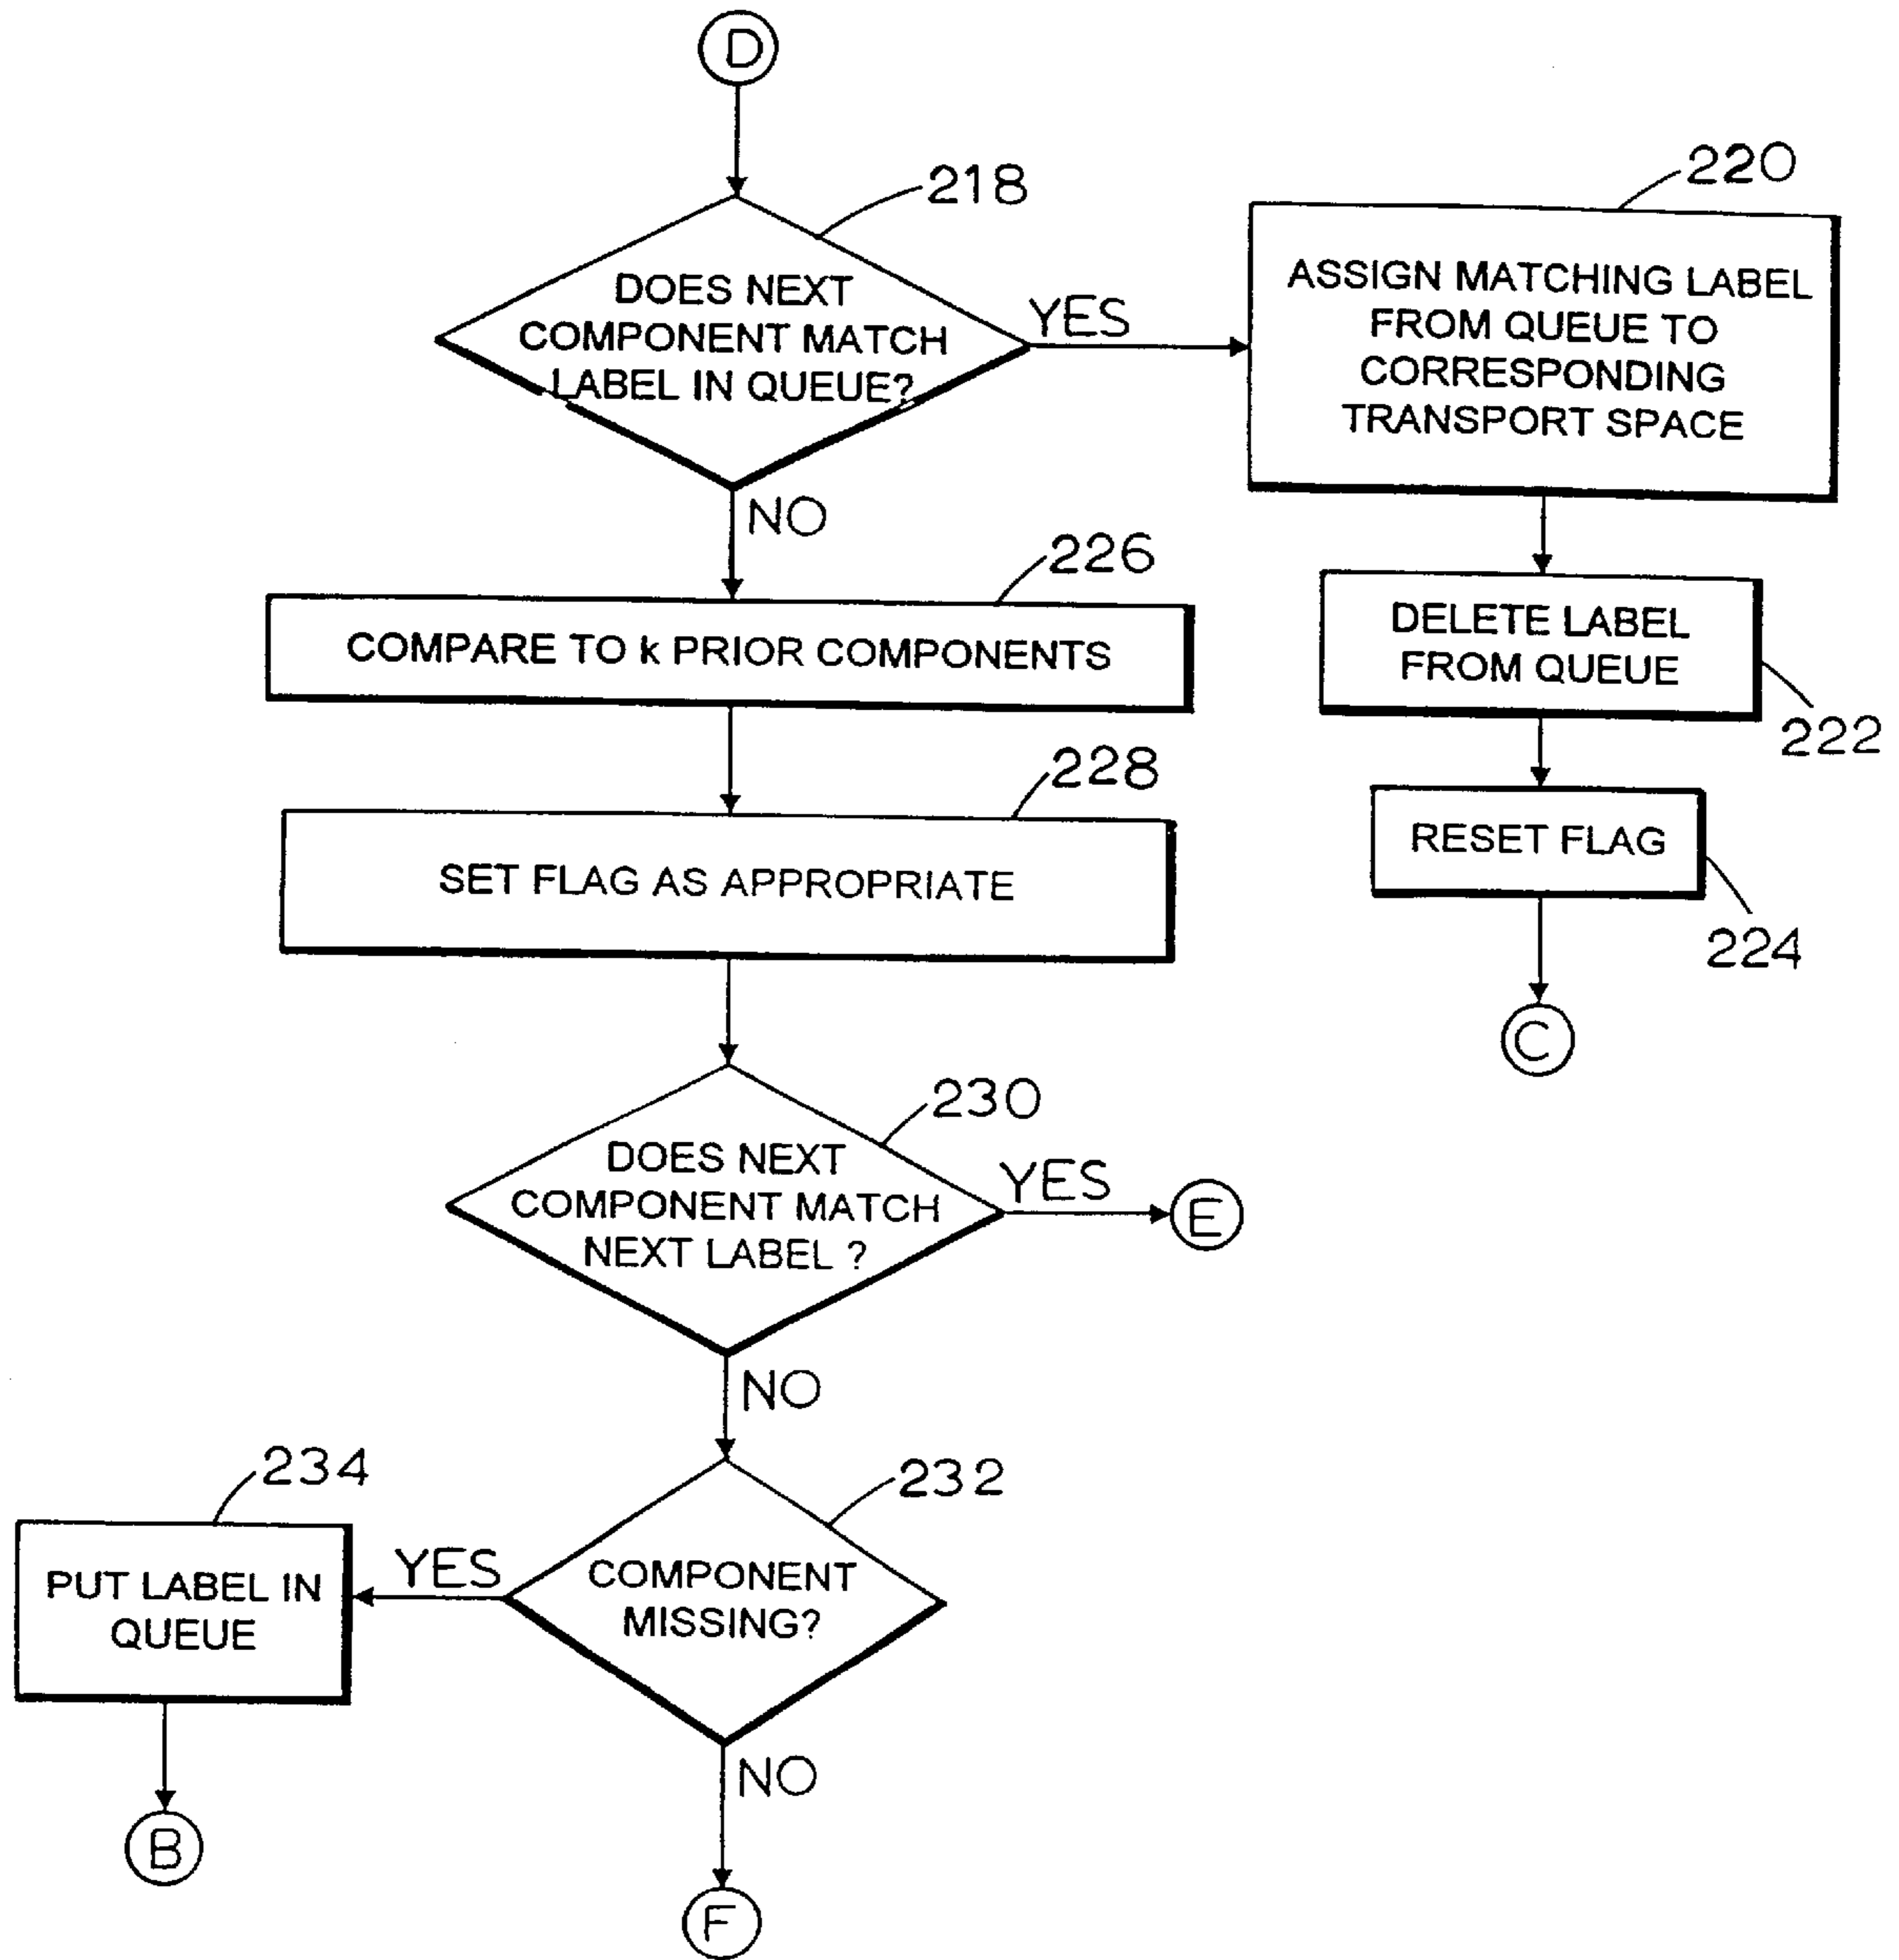 D
218
DOES NEXT
COMPONENT MATCH
LABEL IN QUEUE?
YES
NO
220
ASSIGN MATCHING LABEL
FROM QUEUE TO
CORRESPONDING
TRANSPORT SPACE
DELETE LABEL
FROM QUEUE
222
RESET FLAG
224
C
226
COMPARE TO k PRIOR COMPONENTS
228
SET FLAG AS APPROPRIATE
230
DOES NEXT
COMPONENT MATCH
NEXT LABEL ?
YES
E
NO
232
COMPONENT
MISSING?
YES
234
PUT LABEL IN
QUEUE
B
NO
F